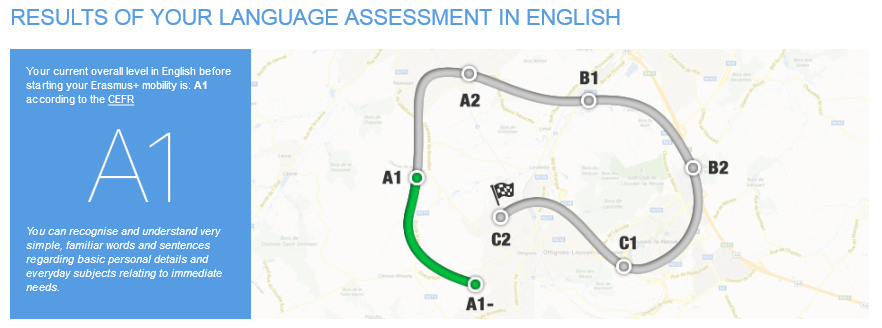 RESULTS OF YOUR LANGUAGE ASSESSMENT IN ENGLISH
Your current overall level in English before
starting your Erasmus+ mobility is: A1
according to the CEFR
A1
You can recognise and understand very
simple, familiar words and sentences
regarding basic personal details and
everyday subjects relating to immediate
needs.
A2
B1
A1
B2
C2
C1
A1-